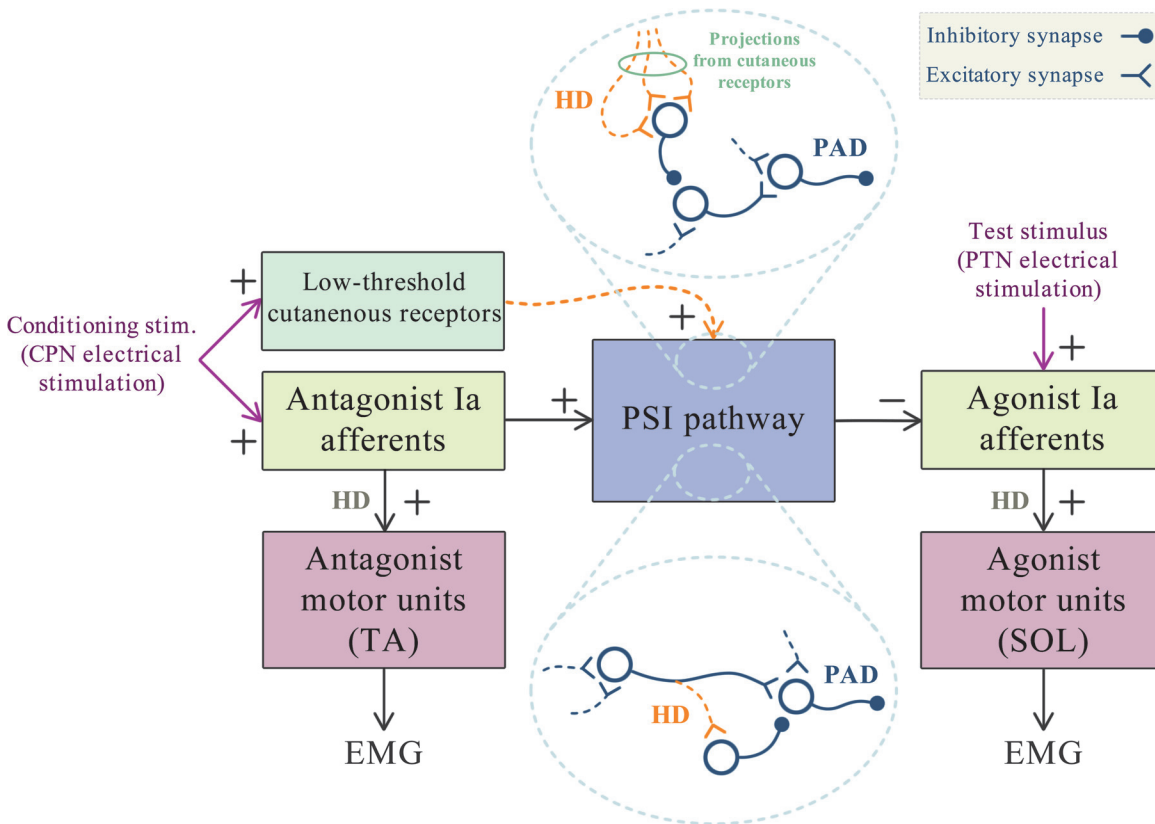 Projections
from cutaneous
receptors
HD
PAD
Inhibitory synapse
Excitatory synapse
Test stimulus
(PTN electrical
stimulation)
+
Conditioning stim.
(CPN electrical
stimulation)
+
Low-threshold
cutanenous receptors
+
+
Antagonist Ia
afferents
+
PSI pathway
−
Agonist Ia
afferents
HD
+
HD
+
Antagonist
motor units
(TA)
Agonist
motor units
(SOL)
HD
PAD
EMG
EMG